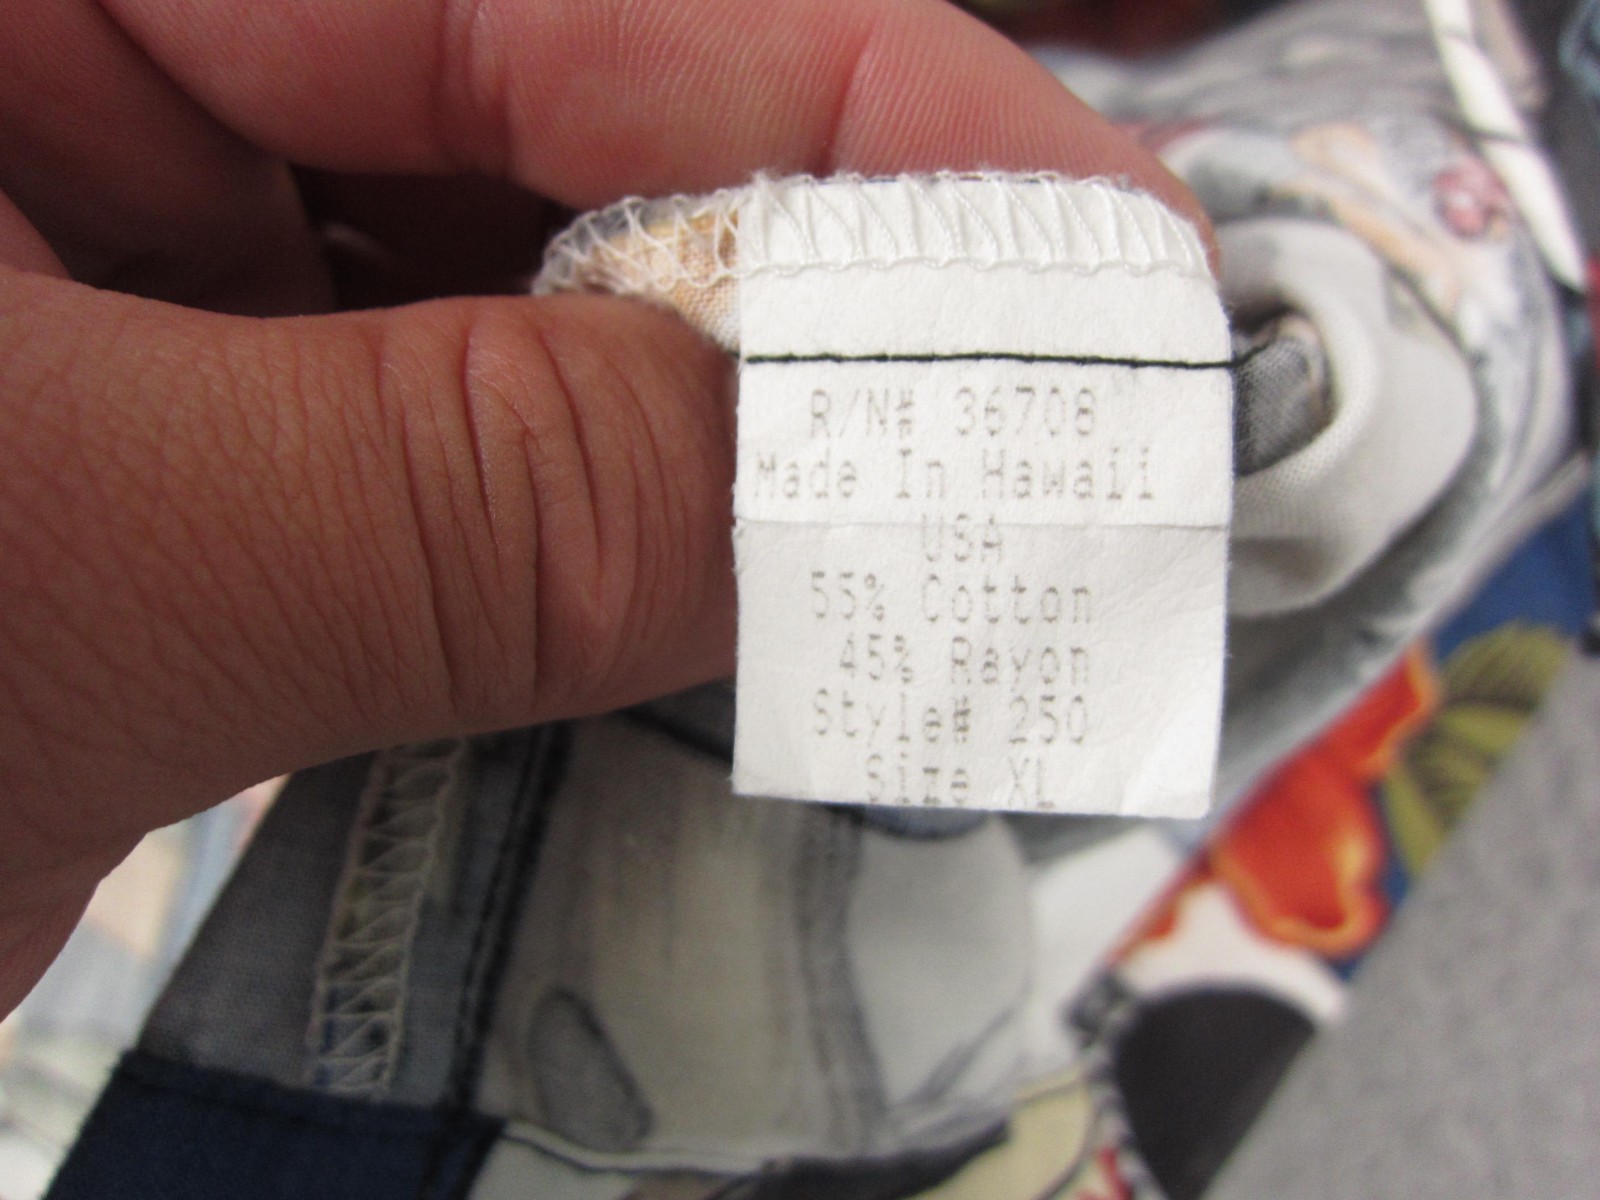 R/N# 36708
Made In Hawaii
USA
55% Cotton
45% Rayon
Style# 250
Size XL